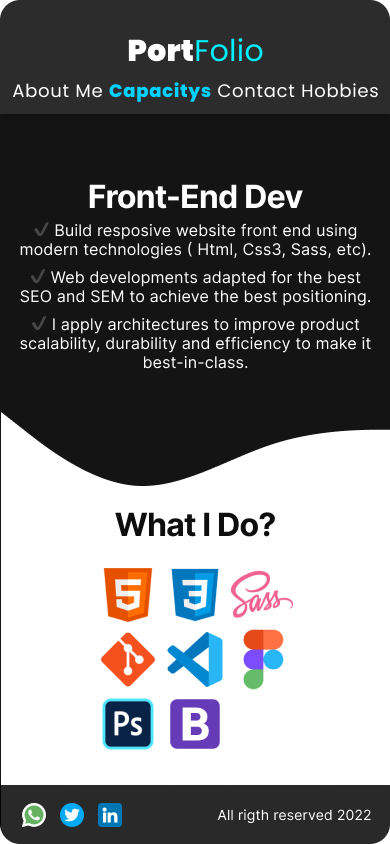 PortFolio
About Me Capacitys Contact Hobbies
Front-End Dev
✔ Build resposive website front end using
modern technologies ( Html, Css3, Sass, etc).
✔ Web developments adapted for the best
SEO and SEM to achieve the best positioning.
✔ I apply architectures to improve product
scalability, durability and efficiency to make it
best-in-class.
What I Do?
5 3 Sass
Ps B
in All rigth reserved 2022